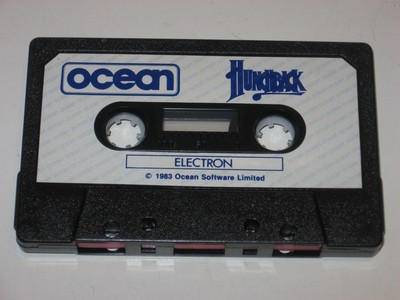 ocean
HUNCHBACK
ELECTRON
© 1983 Ocean Software Limited